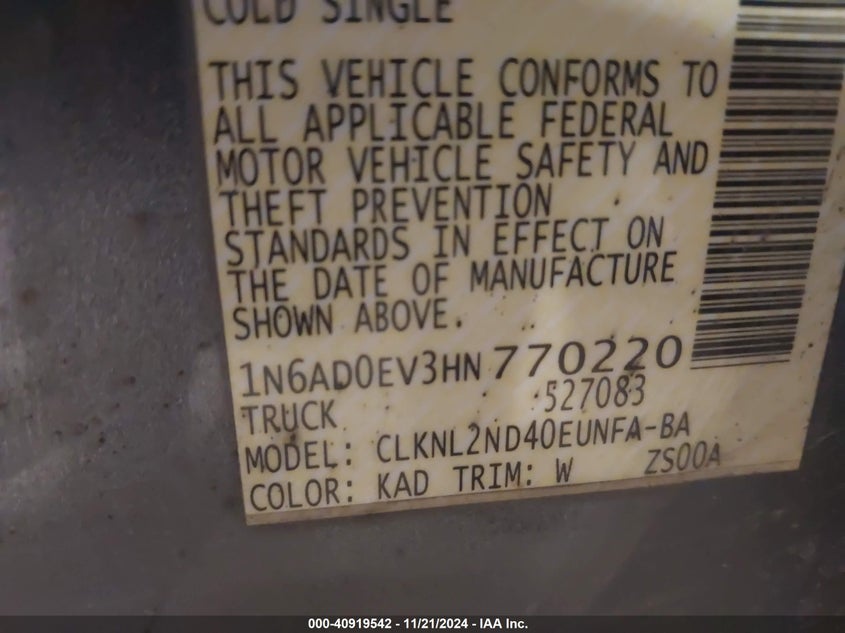 COLD SINGLE
THIS VEHICLE CONFORMS TO
ALL APPLICABLE FEDERAL
MOTOR VEHICLE SAFETY AND
THEFT PREVENTION
STANDARDS IN EFFECT ON
THE DATE OF MANUFACTURE
SHOWN ABOVE.
1N6AD0EV3HN 770220
TRUCK 527083
MODEL: CLKNL2ND40EUNFA-BA
COLOR: KAD TRIM: W ZS00A
000-40919542 - 11/21/2024 - IAA Inc.